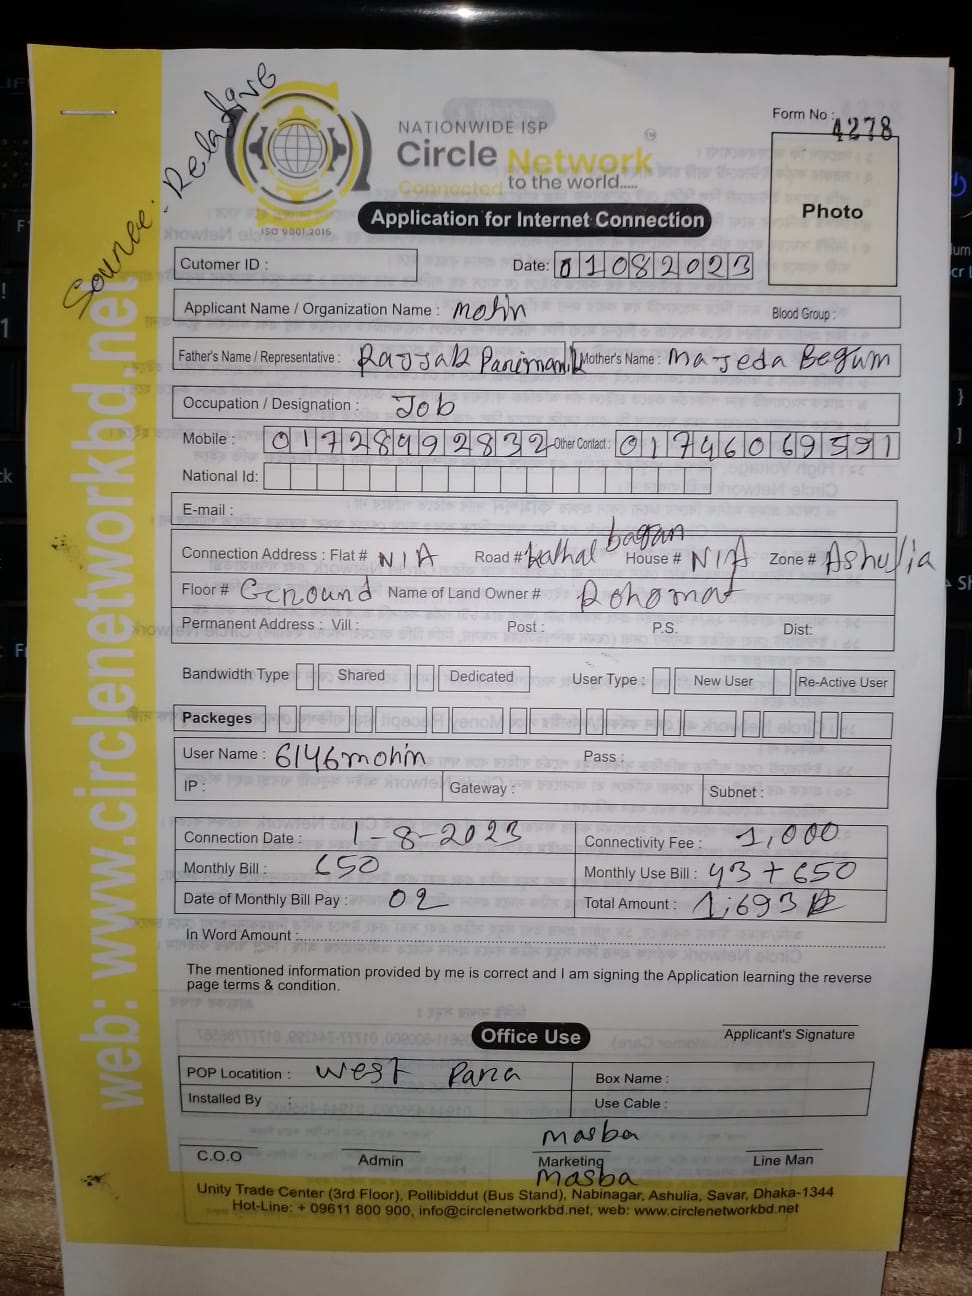 Source: Relative
NATIONWIDE ISP
Circle Network
Connected to the world.....
TM
ISO 9001:2015
Form No : 4278
Photo
Application for Internet Connection
Cutomer ID :
Date: 01082023
Applicant Name / Organization Name : Mohin
Blood Group :
Father's Name / Representative : Rajjak Paniman Mother's Name : Majeda Begum
Occupation / Designation : Job
Mobile : 01728992832 Other Contact : 01746069591
National Id:
E-mail :
Connection Address : Flat # N/A Road # kathal bagan House # N/A Zone # Ashulia
Floor # Ground Name of Land Owner # Rohomat
Permanent Address : Vill : Post : P.S. Dist:
Bandwidth Type Shared Dedicated User Type : New User Re-Active User
Packeges
User Name : 6146mohin Pass :
IP : Gateway : Subnet :
Connection Date : 1-8-2023 Connectivity Fee : 1,000
Monthly Bill : 650 Monthly Use Bill : 43 + 650
Date of Monthly Bill Pay : 02 Total Amount : 1,693
In Word Amount :
The mentioned information provided by me is correct and I am signing the Application learning the reverse
page terms & condition.
Applicant's Signature
Office Use
POP Locatition : West Para Box Name :
Installed By : Use Cable :
Masba
C.O.O Admin Marketing Line Man
Masba
Unity Trade Center (3rd Floor), Pollibiddut (Bus Stand), Nabinagar, Ashulia, Savar, Dhaka-1344
Hot-Line: + 09611 800 900, info@circlenetworkbd.net, web: www.circlenetworkbd.net
web: www.circlenetworkbd.net